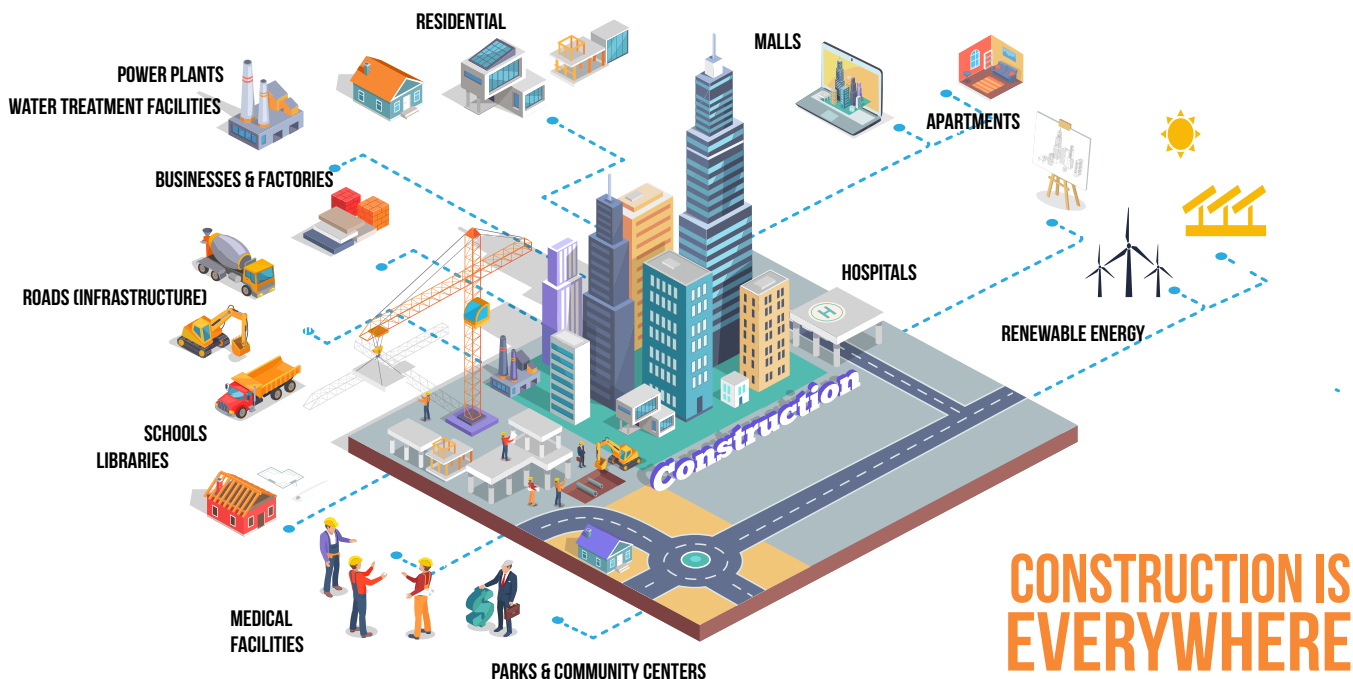 RESIDENTIAL
MALLS
POWER PLANTS
WATER TREATMENT FACILITIES
APARTMENTS
BUSINESSES & FACTORIES
HOSPITALS
ROADS (INFRASTRUCTURE)
RENEWABLE ENERGY
Construction
SCHOOLS
LIBRARIES
MEDICAL
FACILITIES
PARKS & COMMUNITY CENTERS
CONSTRUCTION IS
EVERYWHERE
H